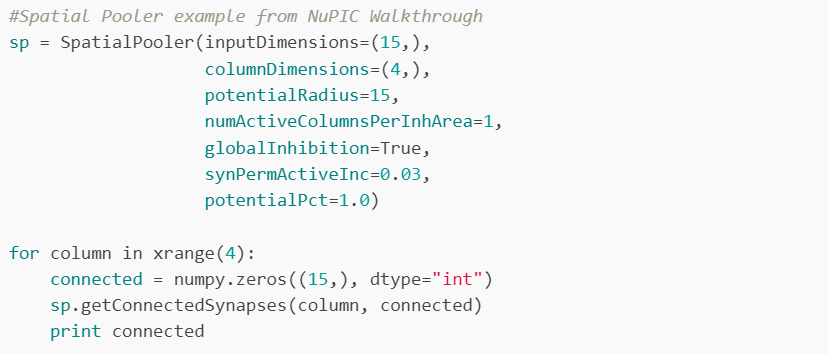 #Spatial Pooler example from NuPIC Walkthrough
sp = SpatialPooler(inputDimensions=(15,),
                   columnDimensions=(4,),
                   potentialRadius=15,
                   numActiveColumnsPerInhArea=1,
                   globalInhibition=True,
                   synPermActiveInc=0.03,
                   potentialPct=1.0)

for column in xrange(4):
    connected = numpy.zeros((15,), dtype="int")
    sp.getConnectedSynapses(column, connected)
    print connected